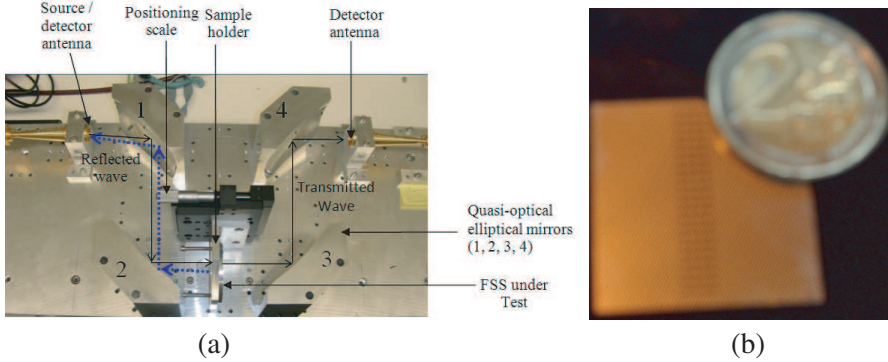 Source /
detector
antenna
Positioning
scale
Sample
holder
Detector
antenna
1
4
Reflected
wave
Transmitted
Wave
Quasi-optical
elliptical mirrors
(1, 2, 3, 4)
2
3
FSS under
Test
(a)
2
(b)